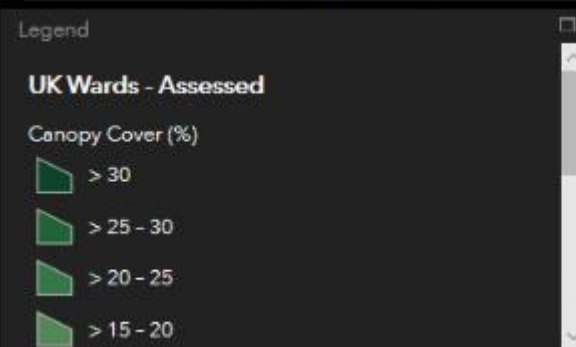 Legend
UK Wards - Assessed
Canopy Cover (%)
> 30
> 25 - 30
> 20 - 25
> 15 - 20